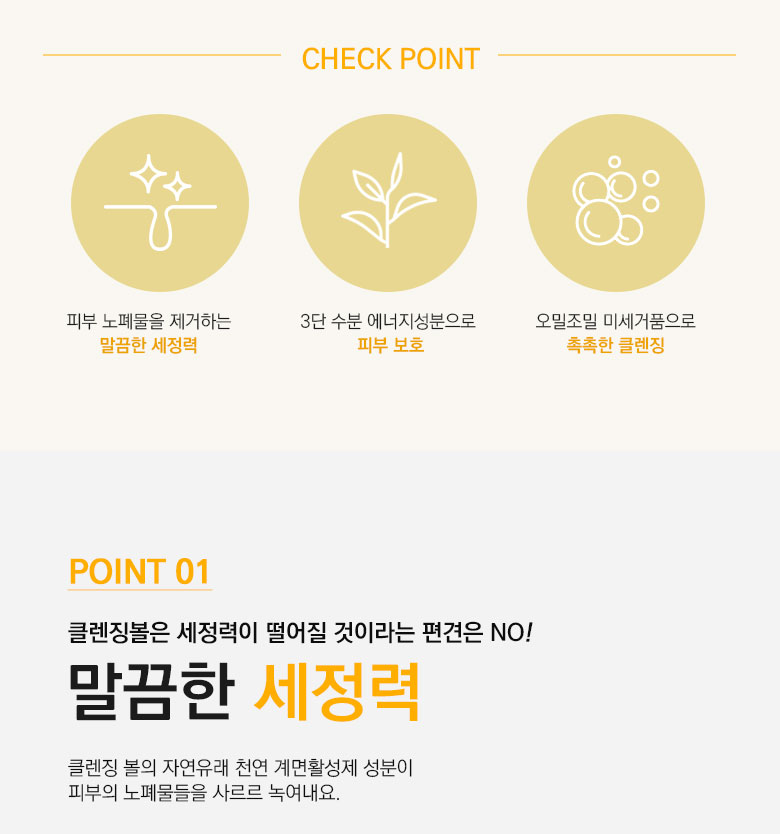 CHECK POINT
피부 노폐물을 제거하는
말끔한 세정력
3단 수분 에너지성분으로
피부 보호
오밀조밀 미세거품으로
촉촉한 클렌징
POINT 01
클렌징볼은 세정력이 떨어질 것이라는 편견은 NO!
말끔한 세정력
클렌징 볼의 자연유래 천연 계면활성제 성분이
피부의 노폐물들을 사르르 녹여내요.